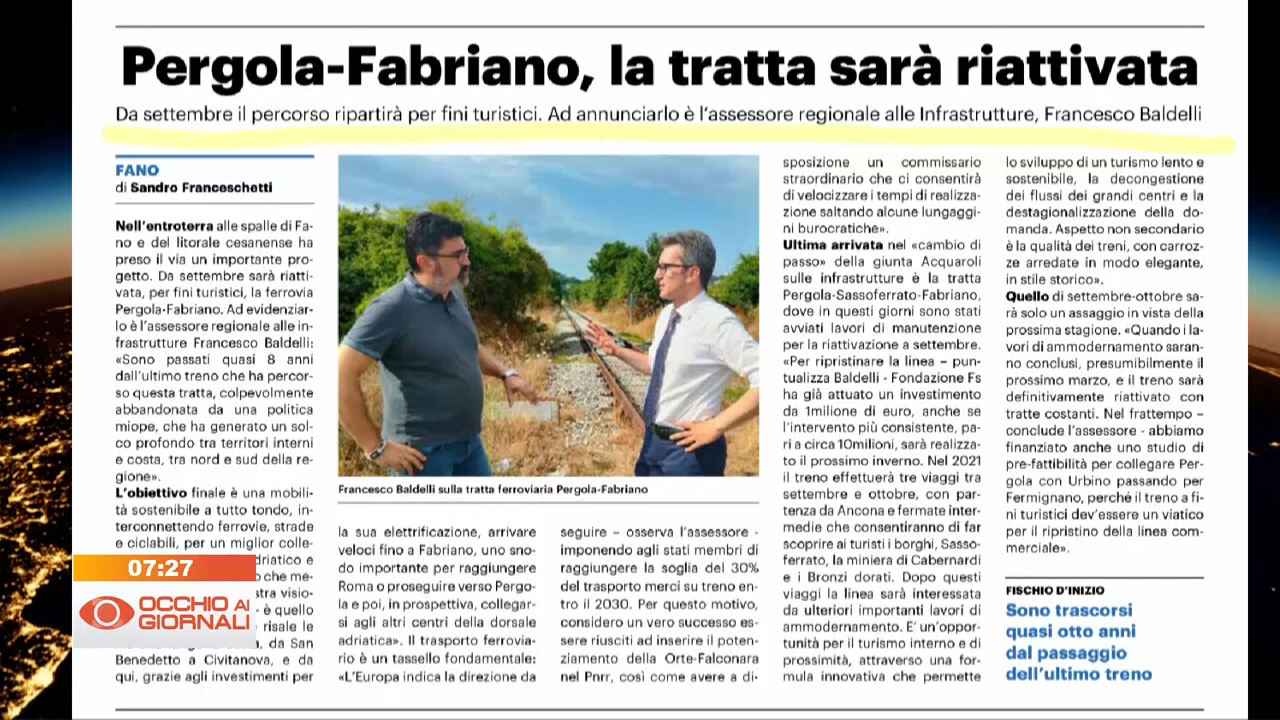 Pergola-Fabriano, la tratta sarà riattivata
Da settembre il percorso ripartirà per fini turistici. Ad annunciarlo è l'assessore regionale alle Infrastrutture, Francesco Baldelli
FANO
di Sandro Franceschetti
Nell'entroterra alle spalle di Fa-
no e del litorale cesanense ha
preso il via un importante pro-
getto. Da settembre sarà riatti-
vata, per fini turistici, la ferrovia
Pergola-Fabriano. Ad evidenziar-
lo è l'assessore regionale alle in-
frastrutture Francesco Baldelli:
«Sono passati quasi 8 anni
dall'ultimo treno che ha percor-
so questa tratta, colpevolmente
abbandonata da una politica
miope, che ha generato un sol-
co profondo tra territori interni
e costa, tra nord e sud della re-
gione».
L'obiettivo finale è una mobili-
tà sostenibile a tutto tondo, in-
terconnettendo ferrovie, strade
e ciclabili, per un miglior colle-
driatico e
che me-
stra visio-
- è quello
risale le
, da San
Benedetto a Civitanova, e da
qui, grazie agli investimenti per
Francesco Baldelli sulla tratta ferroviaria Pergola-Fabriano
la sua elettrificazione, arrivare
veloci fino a Fabriano, uno sno-
do importante per raggiungere
Roma o proseguire verso Pergo-
la e poi, in prospettiva, collegar-
si agli altri centri della dorsale
adriatica». Il trasporto ferrovia-
rio è un tassello fondamentale:
«L'Europa indica la direzione da
seguire – osserva l'assessore -
imponendo agli stati membri di
raggiungere la soglia del 30%
del trasporto merci su treno en-
tro il 2030. Per questo motivo,
considero un vero successo es-
sere riusciti ad inserire il poten-
ziamento della Orte-Falconara
nel Pnrr, così come avere a di-
sposizione un commissario
straordinario che ci consentirà
di velocizzare i tempi di realizza-
zione saltando alcune lungaggi-
ni burocratiche».
Ultima arrivata nel «cambio di
passo» della giunta Acquaroli
sulle infrastrutture è la tratta
Pergola-Sassoferrato-Fabriano,
dove in questi giorni sono stati
avviati lavori di manutenzione
per la riattivazione a settembre.
«Per ripristinare la linea – pun-
tualizza Baldelli - Fondazione Fs
ha già attuato un investimento
da 1milione di euro, anche se
l'intervento più consistente, pa-
ri a circa 10milioni, sarà realizza-
to il prossimo inverno. Nel 2021
il treno effettuerà tre viaggi tra
settembre e ottobre, con par-
tenza da Ancona e fermate inter-
medie che consentiranno di far
scoprire ai turisti i borghi, Sasso-
ferrato, la miniera di Cabernardi
e i Bronzi dorati. Dopo questi
viaggi la linea sarà interessata
da ulteriori importanti lavori di
ammodernamento. E' un'oppor-
tunità per il turismo interno e di
prossimità, attraverso una for-
mula innovativa che permette
lo sviluppo di un turismo lento e
sostenibile, la decongestione
dei flussi dei grandi centri e la
destagionalizzazione della do-
manda. Aspetto non secondario
è la qualità dei treni, con carroz-
ze arredate in modo elegante,
in stile storico».
Quello di settembre-ottobre sa-
rà solo un assaggio in vista della
prossima stagione. «Quando i la-
vori di ammodernamento saran-
no conclusi, presumibilmente il
prossimo marzo, e il treno sarà
definitivamente riattivato con
tratte costanti. Nel frattempo –
conclude l'assessore - abbiamo
finanziato anche uno studio di
pre-fattibilità per collegare Per-
gola con Urbino passando per
Fermignano, perché il treno a fi-
ni turistici dev'essere un viatico
per il ripristino della linea com-
merciale».
FISCHIO D'INIZIO
Sono trascorsi
quasi otto anni
dal passaggio
dell'ultimo treno
07:27
OCCHIO AI
GIORNALI